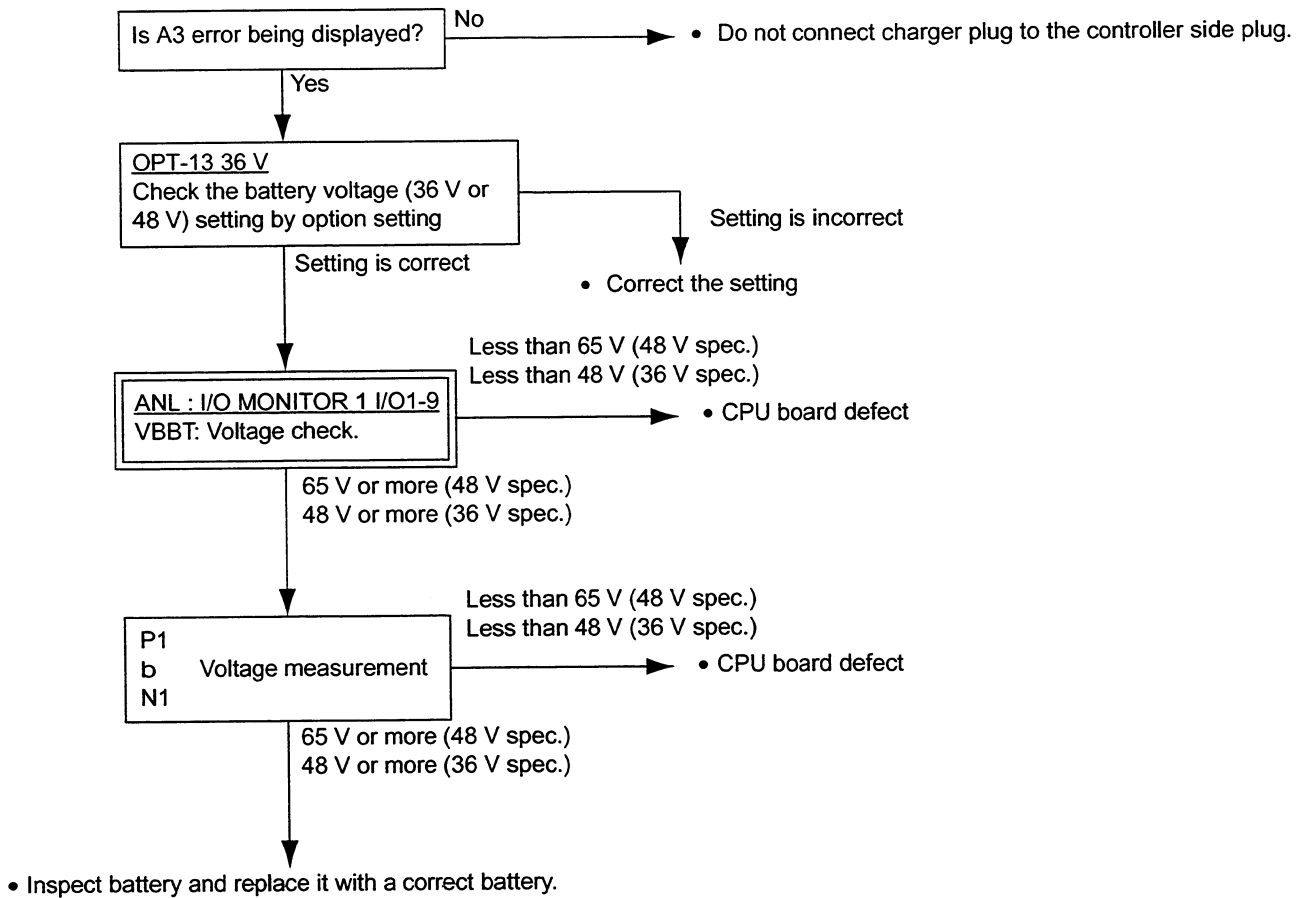 Is A3 error being displayed?
No
• Do not connect charger plug to the controller side plug.
Yes
OPT-13 36 V
Check the battery voltage (36 V or
48 V) setting by option setting
Setting is incorrect
Setting is correct
• Correct the setting
Less than 65 V (48 V spec.)
Less than 48 V (36 V spec.)
ANL : I/O MONITOR 1 I/O1-9
VBBT: Voltage check.
• CPU board defect
65 V or more (48 V spec.)
48 V or more (36 V spec.)
Less than 65 V (48 V spec.)
Less than 48 V (36 V spec.)
P1
b Voltage measurement
N1
• CPU board defect
65 V or more (48 V spec.)
48 V or more (36 V spec.)
• Inspect battery and replace it with a correct battery.